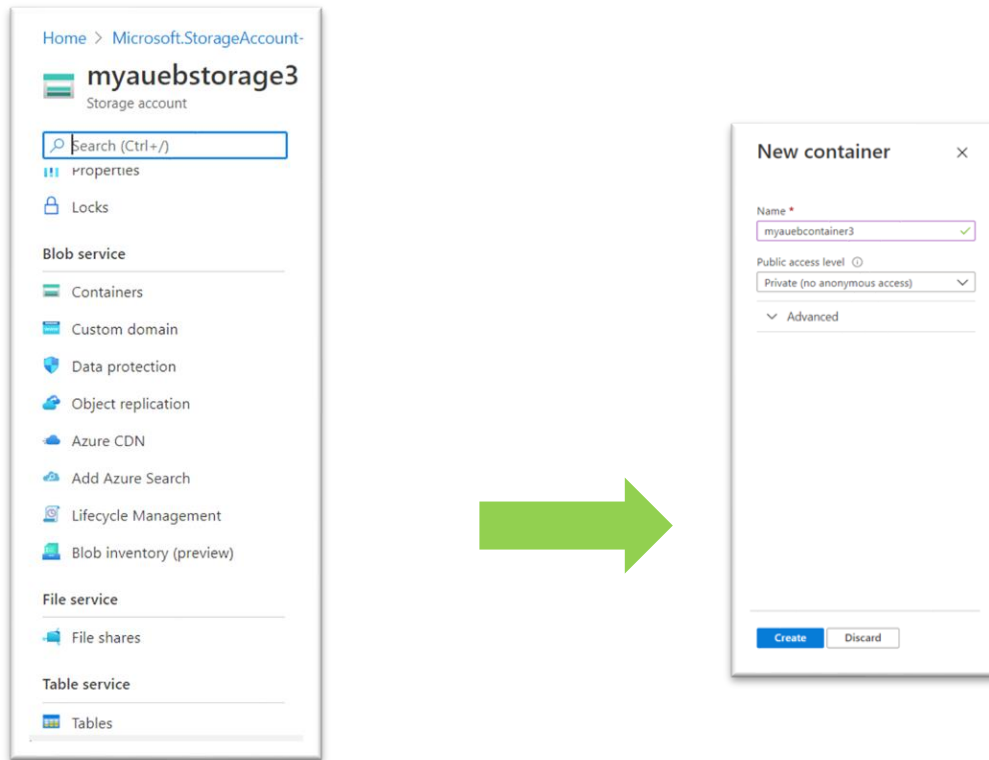 Home > Microsoft.StorageAccount-
myauebstorage3
Storage account
Search (Ctrl+/)
Properties
Locks
Blob service
Containers
Custom domain
Data protection
Object replication
Azure CDN
Add Azure Search
Lifecycle Management
Blob inventory (preview)
File service
File shares
Table service
Tables
New container
Name *
myauebcontainer3
Public access level
Private (no anonymous access)
Advanced
Create Discard